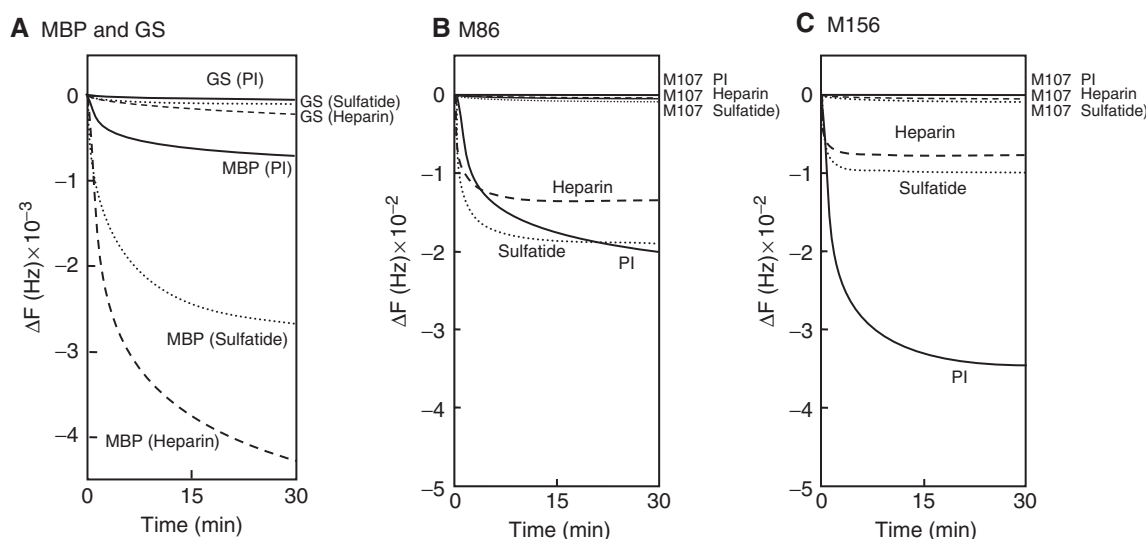 A MBP and GS
GS (PI)
GS (Sulfatide)
GS (Heparin)
MBP (PI)
MBP (Sulfatide)
MBP (Heparin)
ΔF (Hz)×10⁻³
0
−1
−2
−3
−4
0 15 30
Time (min)
B M86
M107 PI
M107 Heparin
M107 Sulfatide)
Heparin
Sulfatide
PI
ΔF (Hz)×10⁻²
0
−1
−2
−3
−4
−5
0 15 30
Time (min)
C M156
M107 PI
M107 Heparin
M107 Sulfatide)
Heparin
Sulfatide
PI
ΔF (Hz)×10⁻²
0
−1
−2
−3
−4
−5
0 15 30
Time (min)